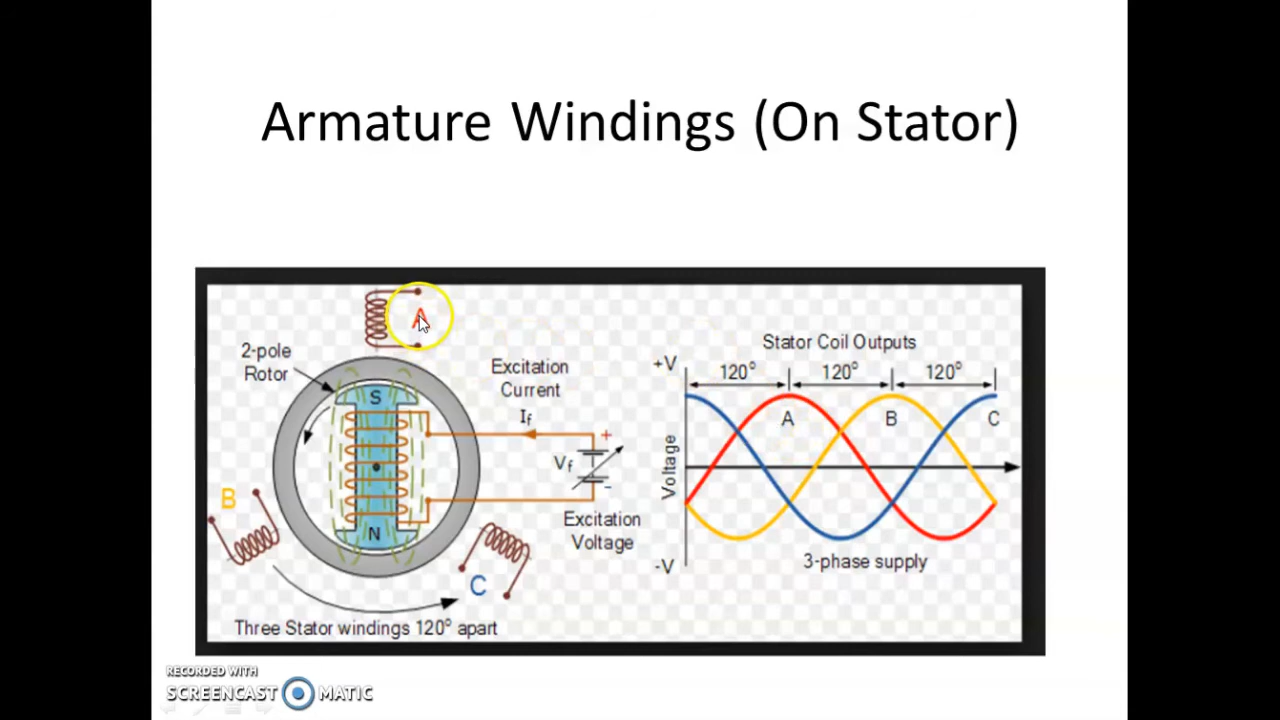 Armature Windings (On Stator)
A
2-pole
Rotor
S
N
B
C
Excitation
Current
If
+
Vf
-
Excitation
Voltage
Three Stator windings 120° apart
Stator Coil Outputs
+V
120° 120° 120°
A B C
Voltage
-V
3-phase supply
RECORDED WITH
SCREENCAST MATIC